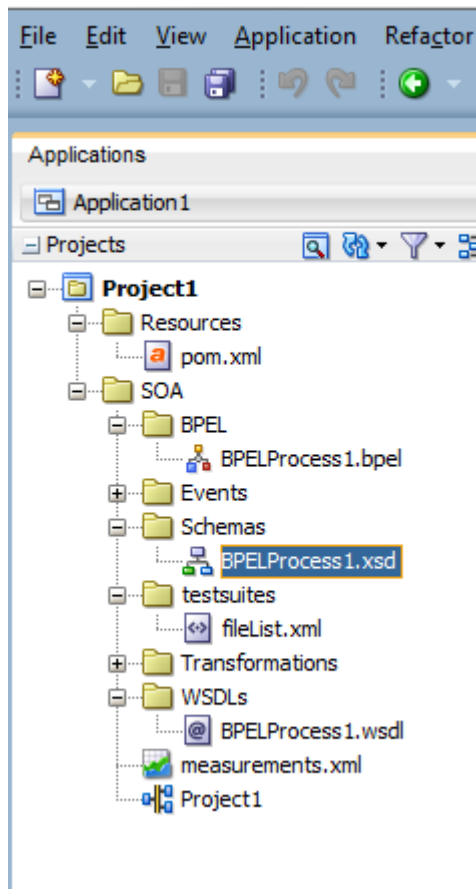 File Edit View Application Refactor
Applications
Application1
Projects
Project1
Resources
pom.xml
SOA
BPEL
BPELProcess1.bpel
Events
Schemas
BPELProcess1.xsd
testsuites
fileList.xml
Transformations
WSDLs
BPELProcess1.wsdl
measurements.xml
Project1